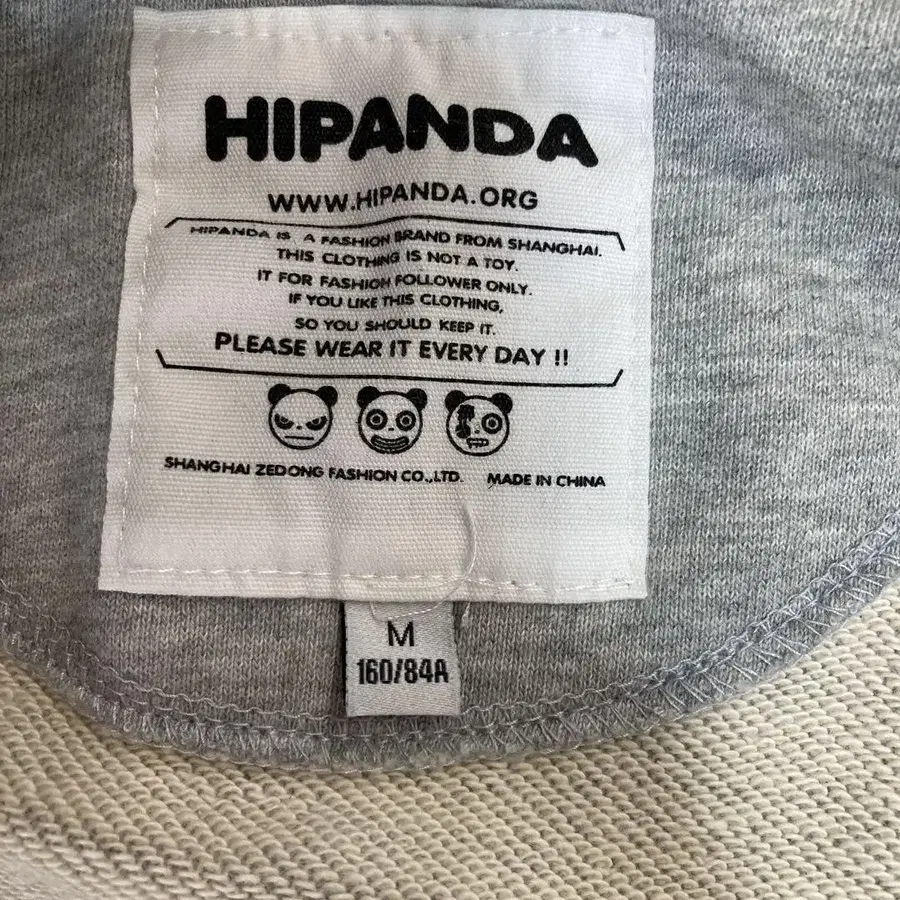 HIPANDA
WWW.HIPANDA.ORG
HIPANDA IS A FASHION BRAND FROM SHANGHAI.
THIS CLOTHING IS NOT A TOY.
IT FOR FASHION FOLLOWER ONLY.
IF YOU LIKE THIS CLOTHING,
SO YOU SHOULD KEEP IT.
PLEASE WEAR IT EVERY DAY !!
SHANGHAI ZEDONG FASHION CO.,LTD. MADE IN CHINA
M
160/84A